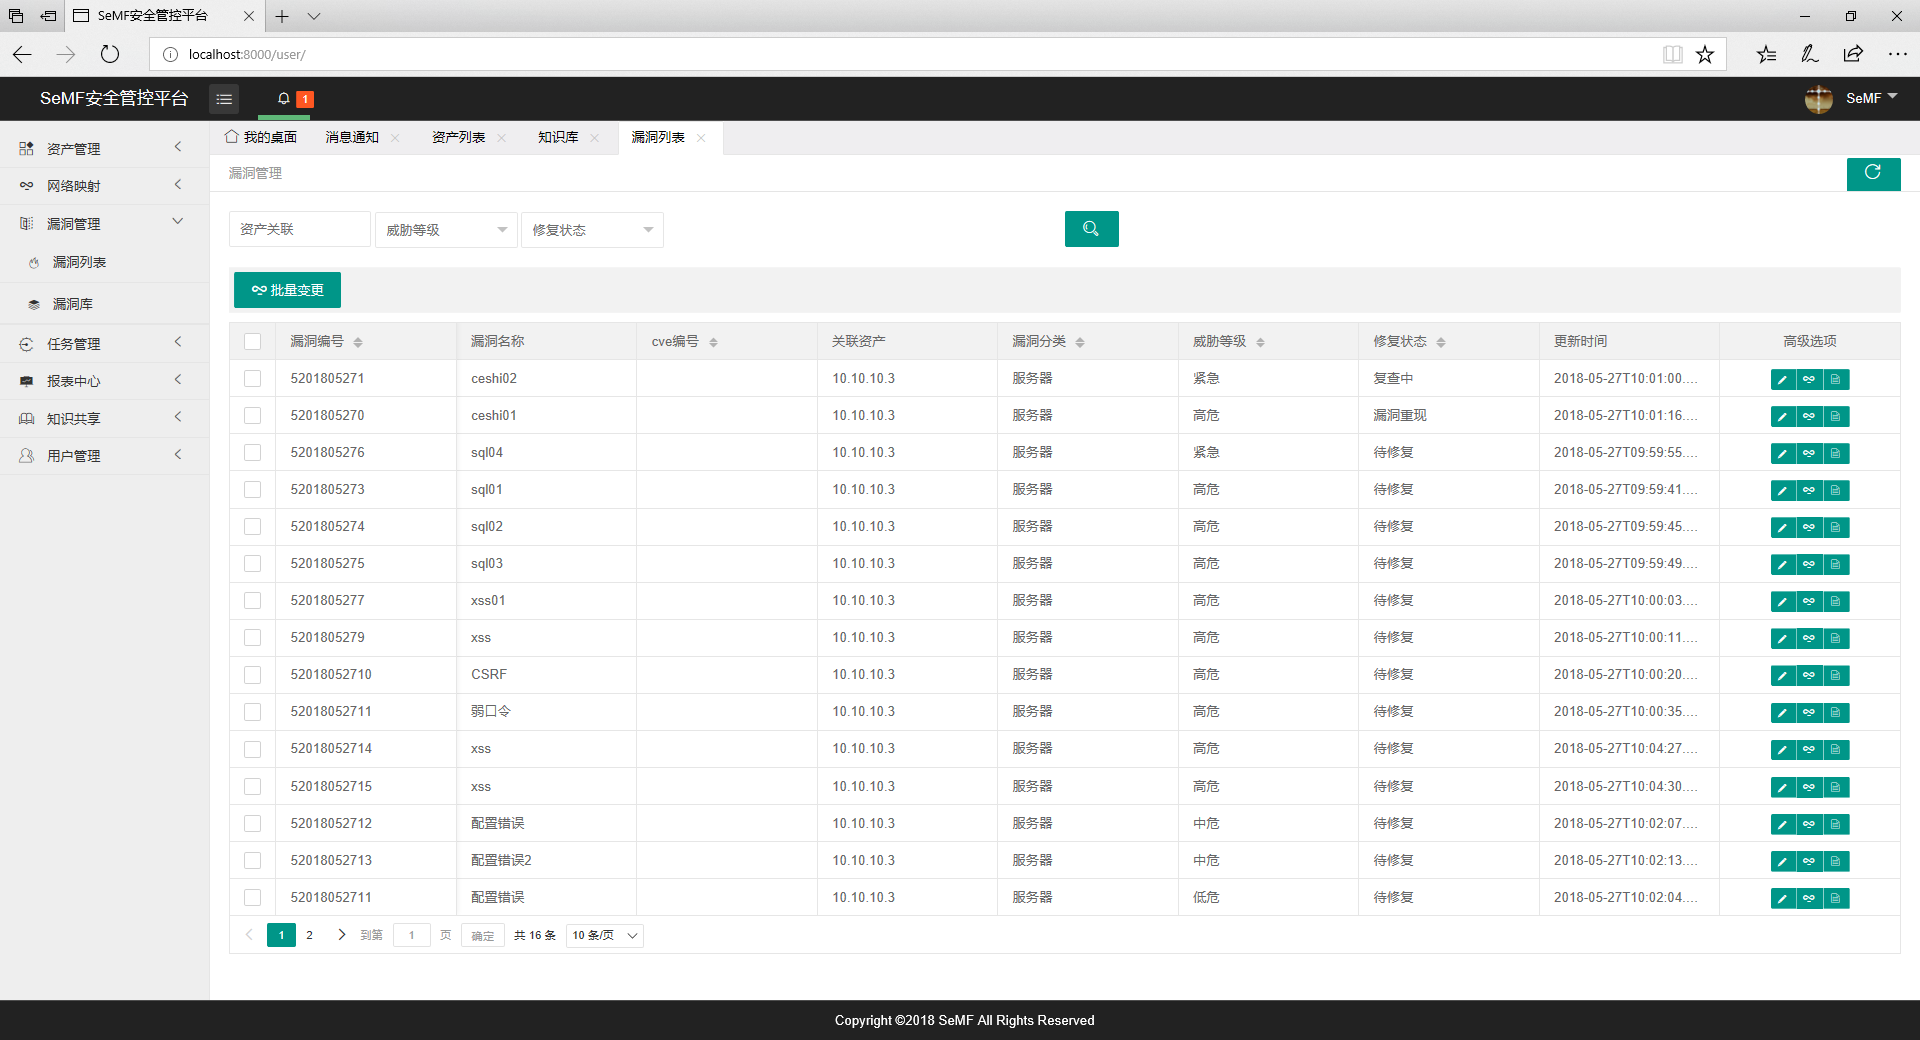 SeMF安全管控平台
localhost:8000/user/
SeMF安全管控平台 1 SeMF
我的桌面 消息通知 资产列表 知识库 漏洞列表
资产管理
网络映射
漏洞管理
漏洞列表
漏洞库
任务管理
报表中心
知识共享
用户管理
漏洞管理
资产关联 威胁等级 修复状态
批量变更
漏洞编号 漏洞名称 cve编号 关联资产 漏洞分类 威胁等级 修复状态 更新时间 高级选项
5201805271 ceshi02 10.10.10.3 服务器 紧急 复查中 2018-05-27T10:01:00....
5201805270 ceshi01 10.10.10.3 服务器 高危 漏洞重现 2018-05-27T10:01:16....
5201805276 sql04 10.10.10.3 服务器 紧急 待修复 2018-05-27T09:59:55....
5201805273 sql01 10.10.10.3 服务器 高危 待修复 2018-05-27T09:59:41....
5201805274 sql02 10.10.10.3 服务器 高危 待修复 2018-05-27T09:59:45....
5201805275 sql03 10.10.10.3 服务器 高危 待修复 2018-05-27T09:59:49....
5201805277 xss01 10.10.10.3 服务器 高危 待修复 2018-05-27T10:00:03....
5201805279 xss 10.10.10.3 服务器 高危 待修复 2018-05-27T10:00:11....
52018052710 CSRF 10.10.10.3 服务器 高危 待修复 2018-05-27T10:00:20....
52018052711 弱口令 10.10.10.3 服务器 高危 待修复 2018-05-27T10:00:35....
52018052714 xss 10.10.10.3 服务器 高危 待修复 2018-05-27T10:04:27....
52018052715 xss 10.10.10.3 服务器 高危 待修复 2018-05-27T10:04:30....
52018052712 配置错误 10.10.10.3 服务器 中危 待修复 2018-05-27T10:02:07....
52018052713 配置错误2 10.10.10.3 服务器 中危 待修复 2018-05-27T10:02:13....
52018052711 配置错误 10.10.10.3 服务器 低危 待修复 2018-05-27T10:02:04....
1 2 到第 1 页 确定 共 16 条 10 条/页
Copyright ©2018 SeMF All Rights Reserved